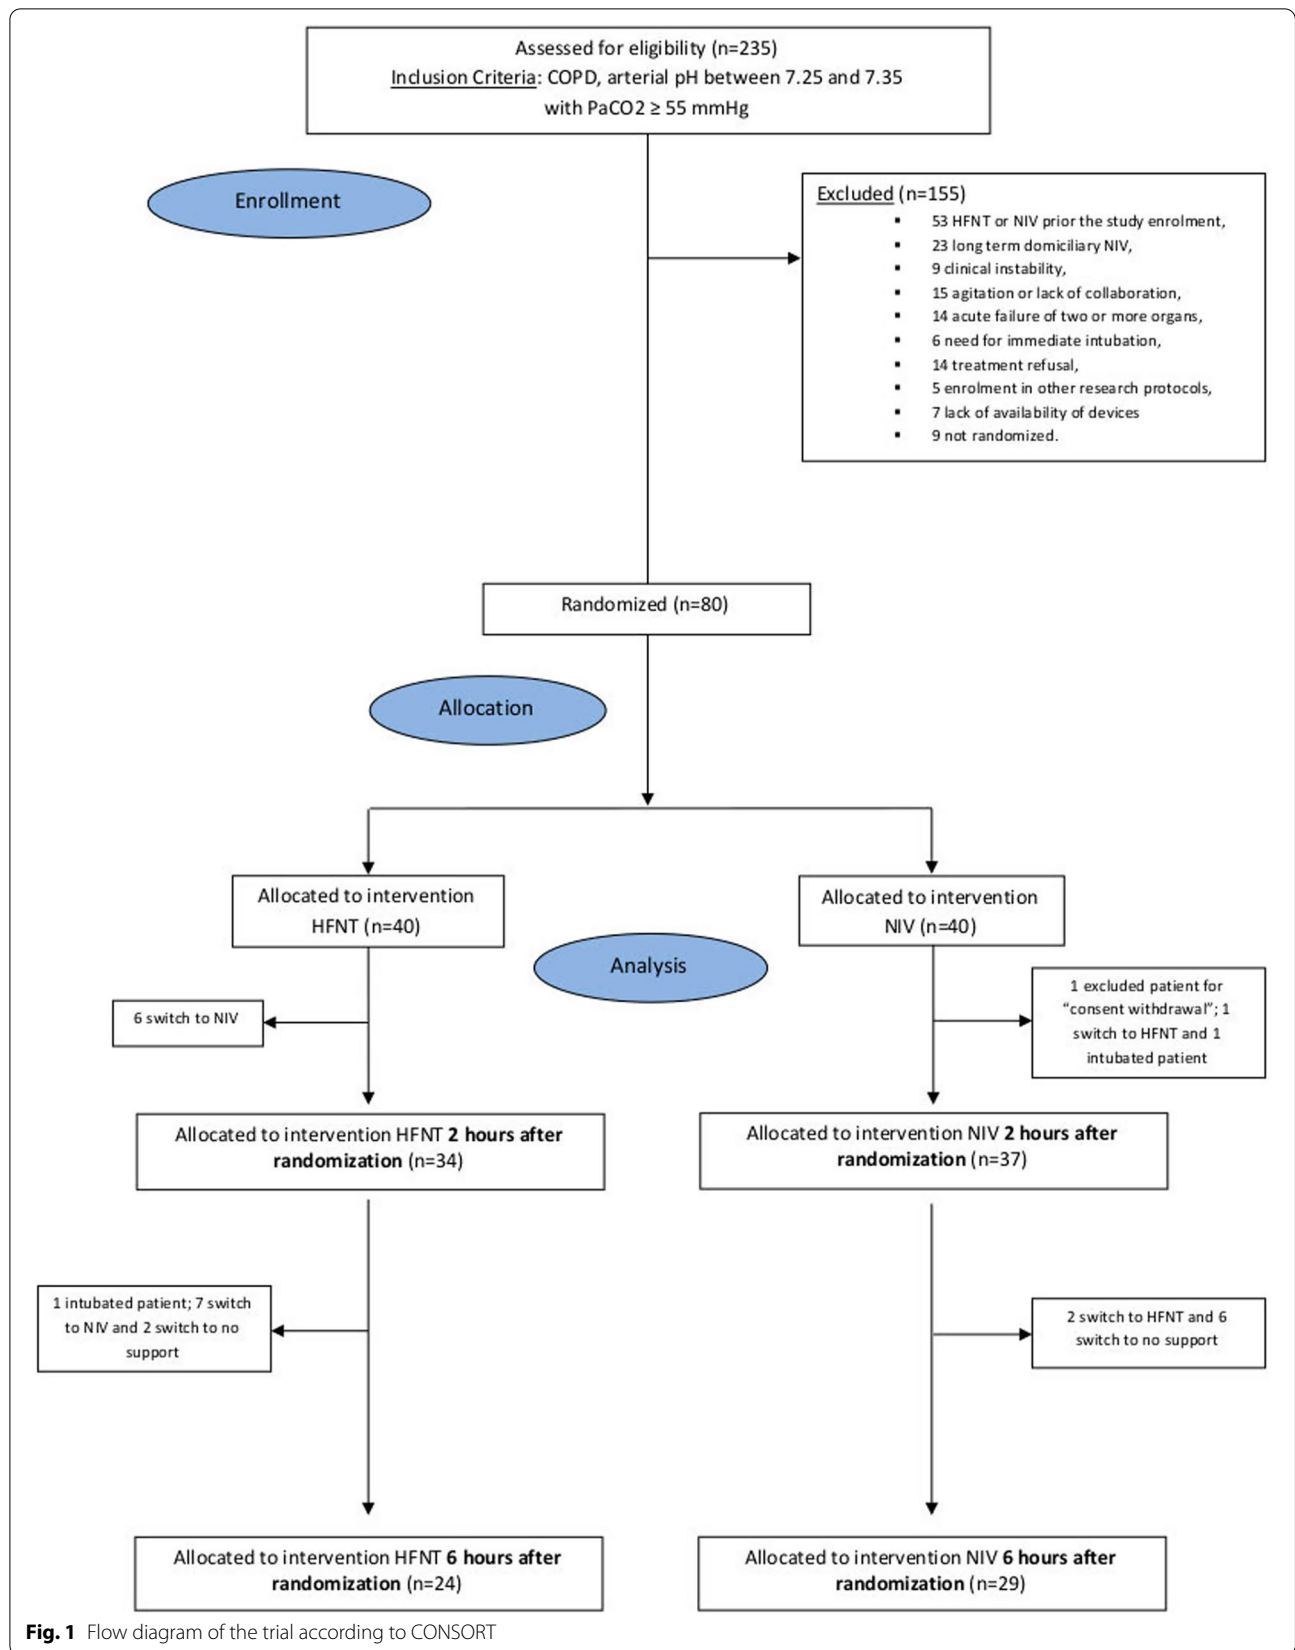 Assessed for eligibility (n=235)
Inclusion Criteria: COPD, arterial pH between 7.25 and 7.35
with PaCO2 ≥ 55 mmHg
Enrollment
Excluded (n=155)
▪ 53 HFNT or NIV prior the study enrolment,
▪ 23 long term domiciliary NIV,
▪ 9 clinical instability,
▪ 15 agitation or lack of collaboration,
▪ 14 acute failure of two or more organs,
▪ 6 need for immediate intubation,
▪ 14 treatment refusal,
▪ 5 enrolment in other research protocols,
▪ 7 lack of availability of devices
▪ 9 not randomized.
Randomized (n=80)
Allocation
Allocated to intervention
HFNT (n=40)
Allocated to intervention
NIV (n=40)
Analysis
6 switch to NIV
1 excluded patient for
“consent withdrawal”; 1
switch to HFNT and 1
intubated patient
Allocated to intervention HFNT 2 hours after
randomization (n=34)
Allocated to intervention NIV 2 hours after
randomization (n=37)
1 intubated patient; 7 switch
to NIV and 2 switch to no
support
2 switch to HFNT and 6
switch to no support
Allocated to intervention HFNT 6 hours after
randomization (n=24)
Allocated to intervention NIV 6 hours after
randomization (n=29)
Fig. 1 Flow diagram of the trial according to CONSORT